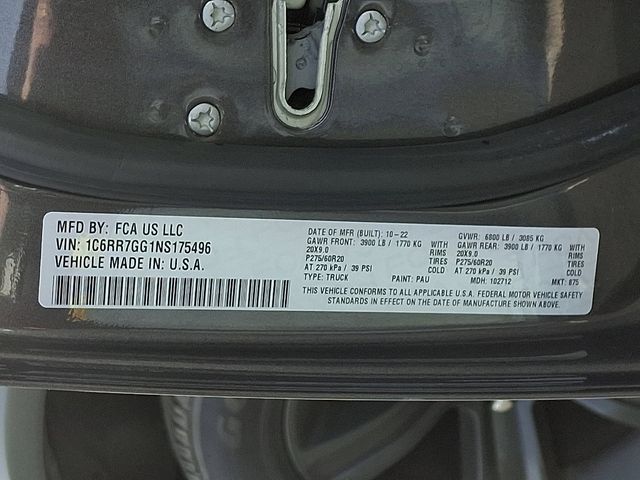 MFD BY: FCA US LLC
VIN: 1C6RR7GG1NS175496
VEHICLE MADE IN: U.S.A.
DATE OF MFR (BUILT): 10-22 GVWR: 6800 LB / 3085 KG
GAWR FRONT: 3900 LB / 1770 KG WITH GAWR REAR: 3900 LB / 1770 KG WITH
20X9.0 RIMS 20X9.0 RIMS
P275/60R20 TIRES P275/60R20 TIRES
AT 270 kPa / 39 PSI AT 270 kPa / 39 PSI
TYPE: TRUCK PAINT: PAU MDH: 102712 MKT: 875
THIS VEHICLE CONFORMS TO ALL APPLICABLE U.S.A. FEDERAL MOTOR VEHICLE SAFETY
STANDARDS IN EFFECT ON THE DATE OF MANUFACTURE SHOWN ABOVE.